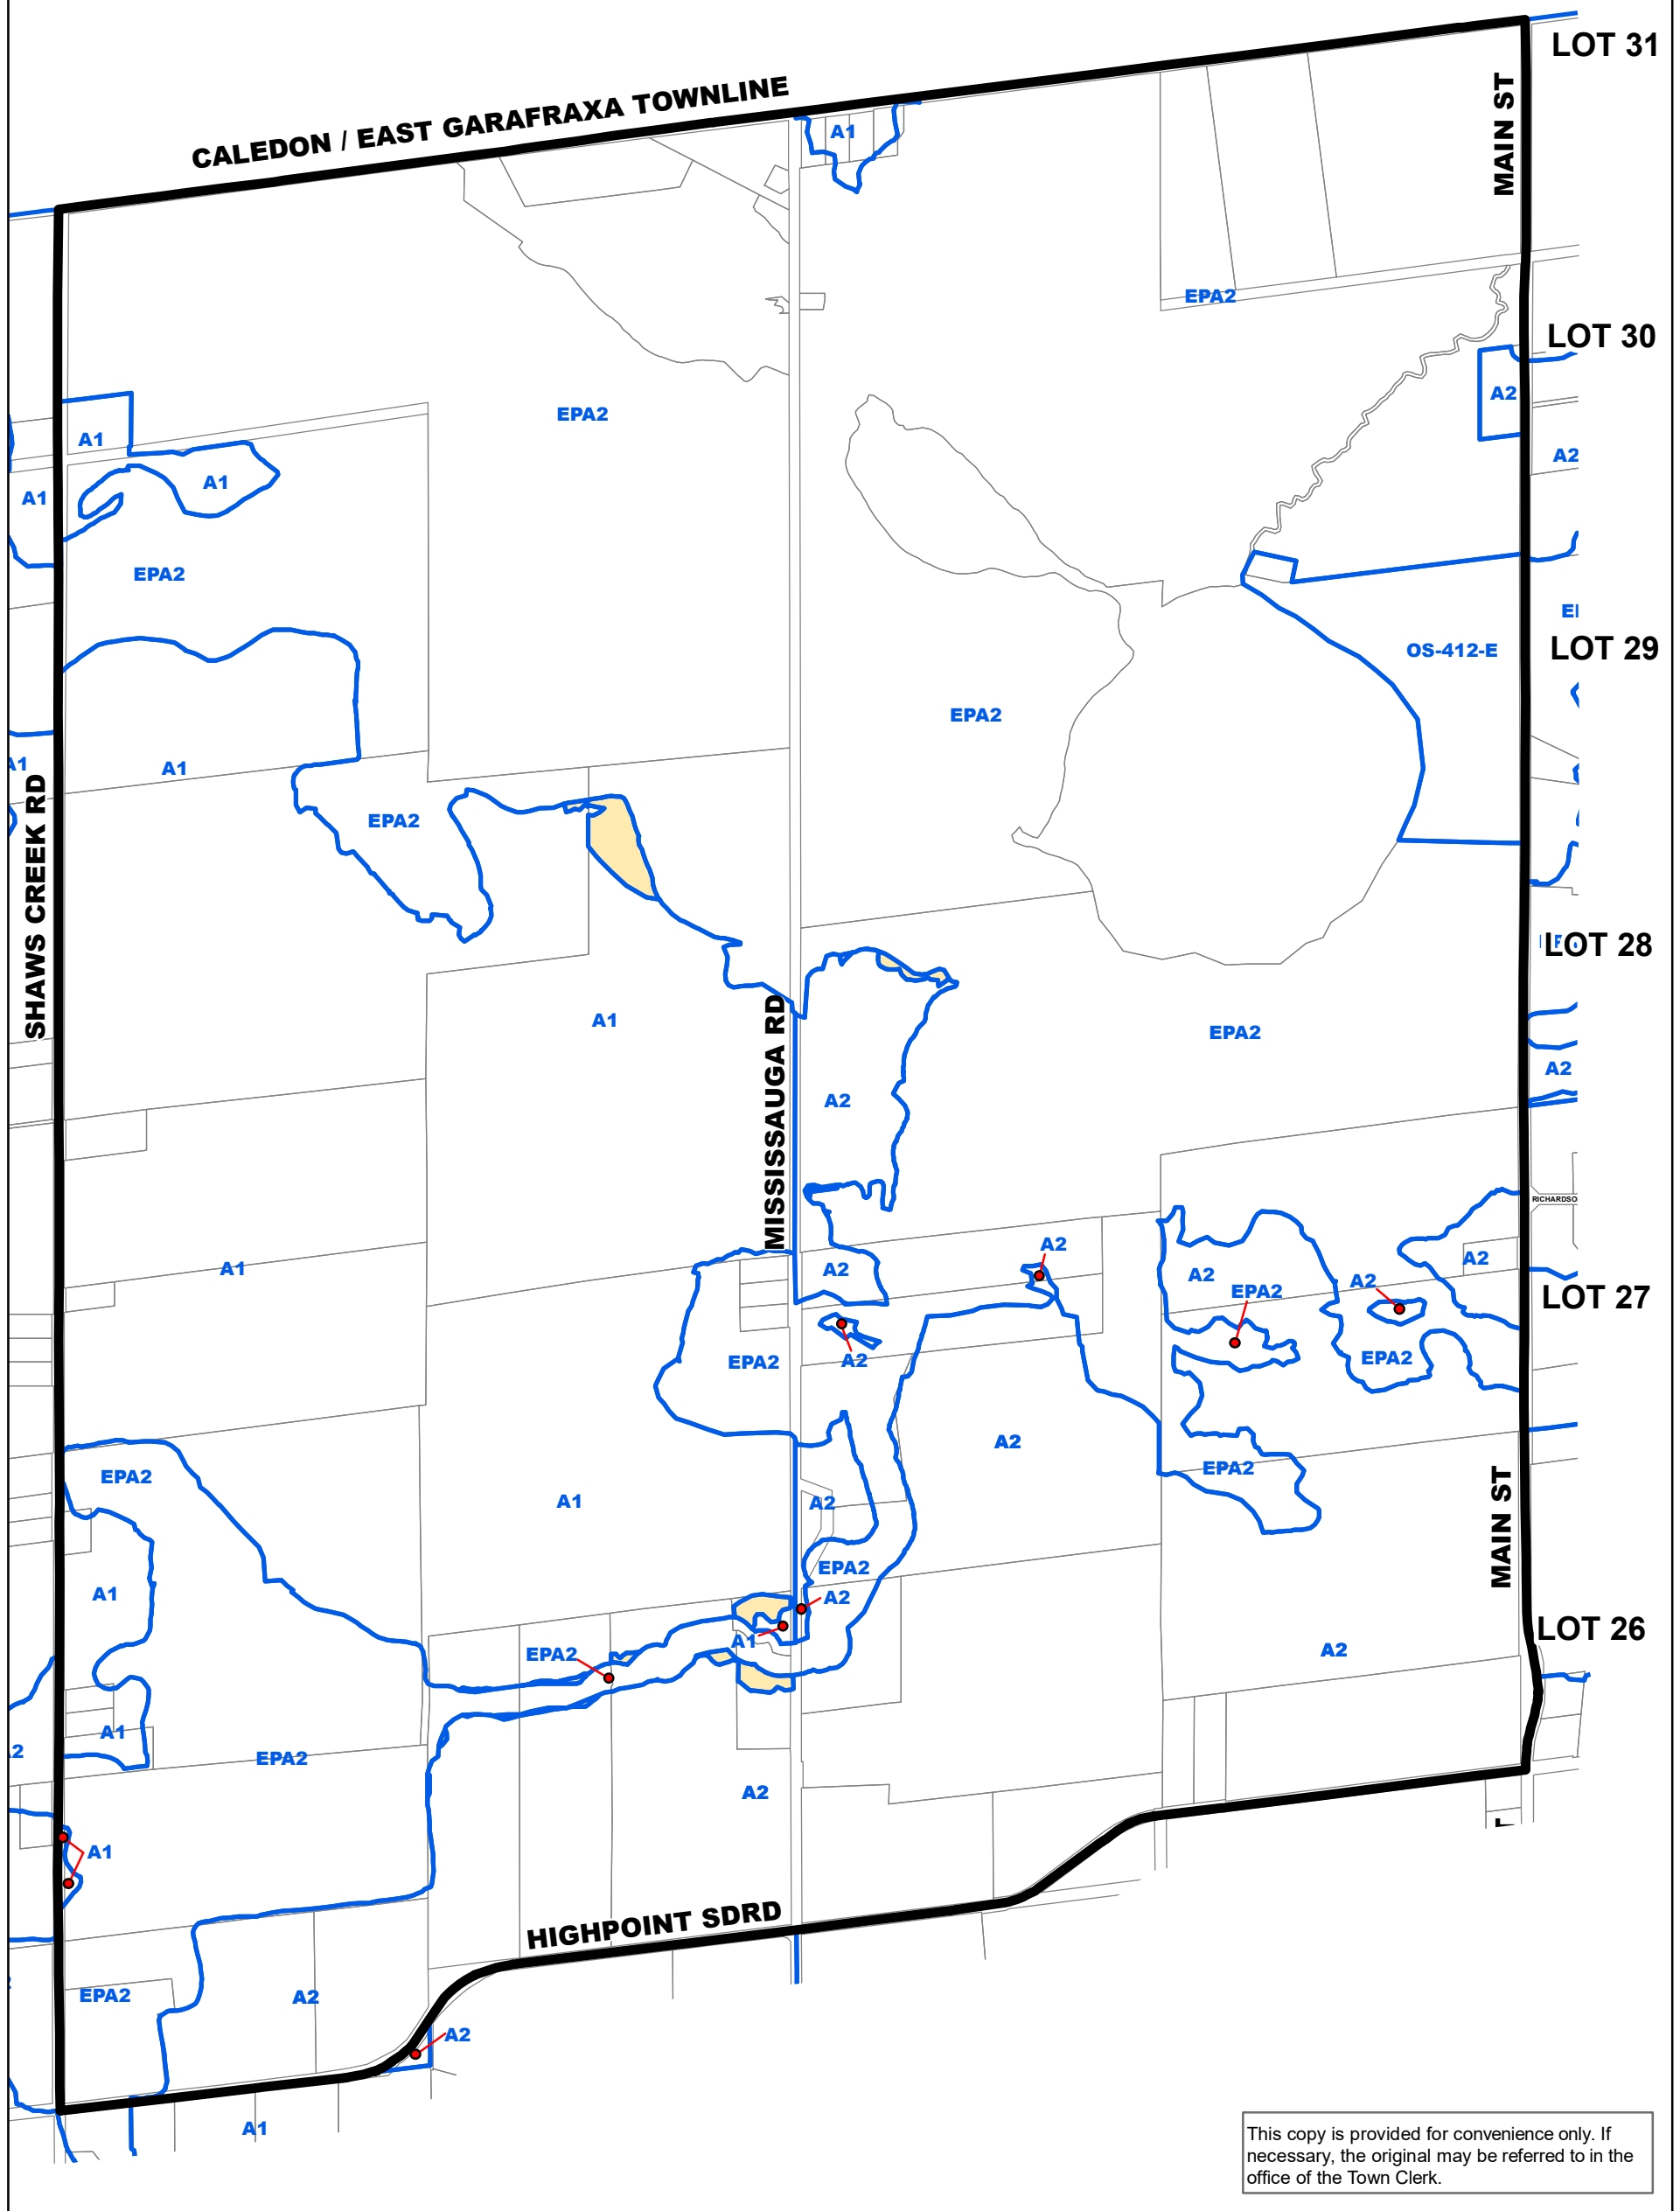 LOT 31
MAIN ST
CALEDON / EAST GARAFRAXA TOWNLINE
A1
EPA2
LOT 30
A2
EPA2
A1
A2
A1
A1
EPA2
OS-412-E
LOT 29
EPA2
A1
A1
EPA2
SHAWS CREEK RD
LOT 28
A1
EPA2
MISSISSAUGA RD
A2
A2
RICHARDSO
A2
A2
A1
A2
A2
EPA2
A2
LOT 27
A2
EPA2
EPA2
A2
EPA2
EPA2
A1
A2
MAIN ST
EPA2
A1
A2
LOT 26
A1
EPA2
A2
A1
EPA2
A2
A1
HIGHPOINT SDRD
EPA2
A2
A2
A1
This copy is provided for convenience only. If
necessary, the original may be referred to in the
office of the Town Clerk.